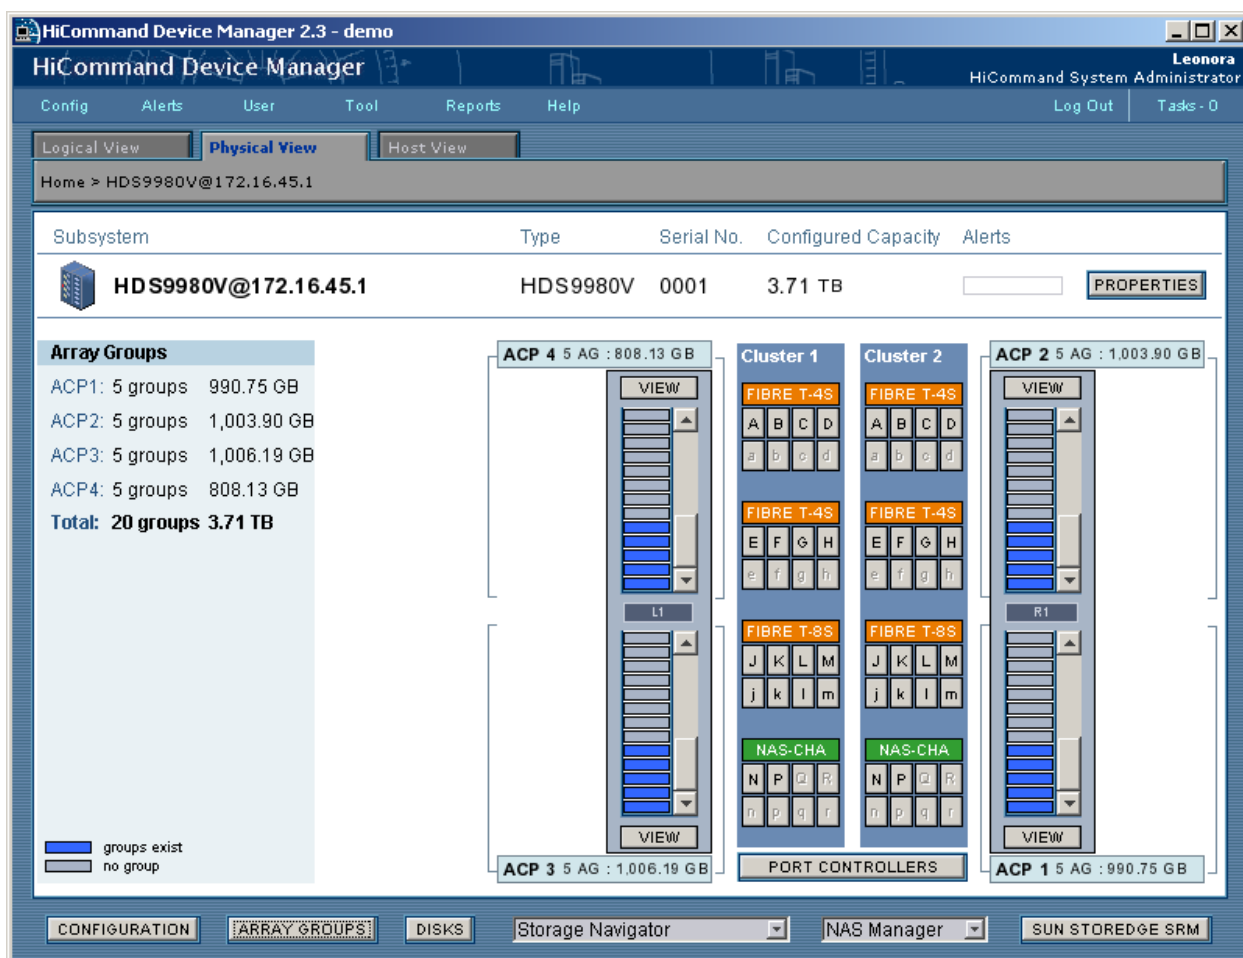 HiCommand Device Manager 2.3 - demo
HiCommand Device Manager
Leonora
HiCommand System Administrator
Config Alerts User Tool Reports Help Log Out Tasks - 0
Logical View Physical View Host View
Home > HDS9980V@172.16.45.1
Subsystem Type Serial No. Configured Capacity Alerts
HDS9980V@172.16.45.1 HDS9980V 0001 3.71 TB PROPERTIES
Array Groups
ACP1: 5 groups 990.75 GB
ACP2: 5 groups 1,003.90 GB
ACP3: 5 groups 1,006.19 GB
ACP4: 5 groups 808.13 GB
Total: 20 groups 3.71 TB
groups exist
no group
ACP 4 5 AG : 808.13 GB
VIEW
L1
VIEW
ACP 3 5 AG : 1,006.19 GB
Cluster 1
FIBRE T-4S
A B C D
a b c d
FIBRE T-4S
E F G H
e f g h
FIBRE T-8S
J K L M
j k l m
NAS-CHA
N P Q R
n p q r
Cluster 2
FIBRE T-4S
A B C D
a b c d
FIBRE T-4S
E F G H
e f g h
FIBRE T-8S
J K L M
j k l m
NAS-CHA
N P Q R
n p q r
PORT CONTROLLERS
ACP 2 5 AG : 1,003.90 GB
VIEW
R1
VIEW
ACP 1 5 AG : 990.75 GB
CONFIGURATION ARRAY GROUPS DISKS Storage Navigator NAS Manager SUN STOREDGE SRM